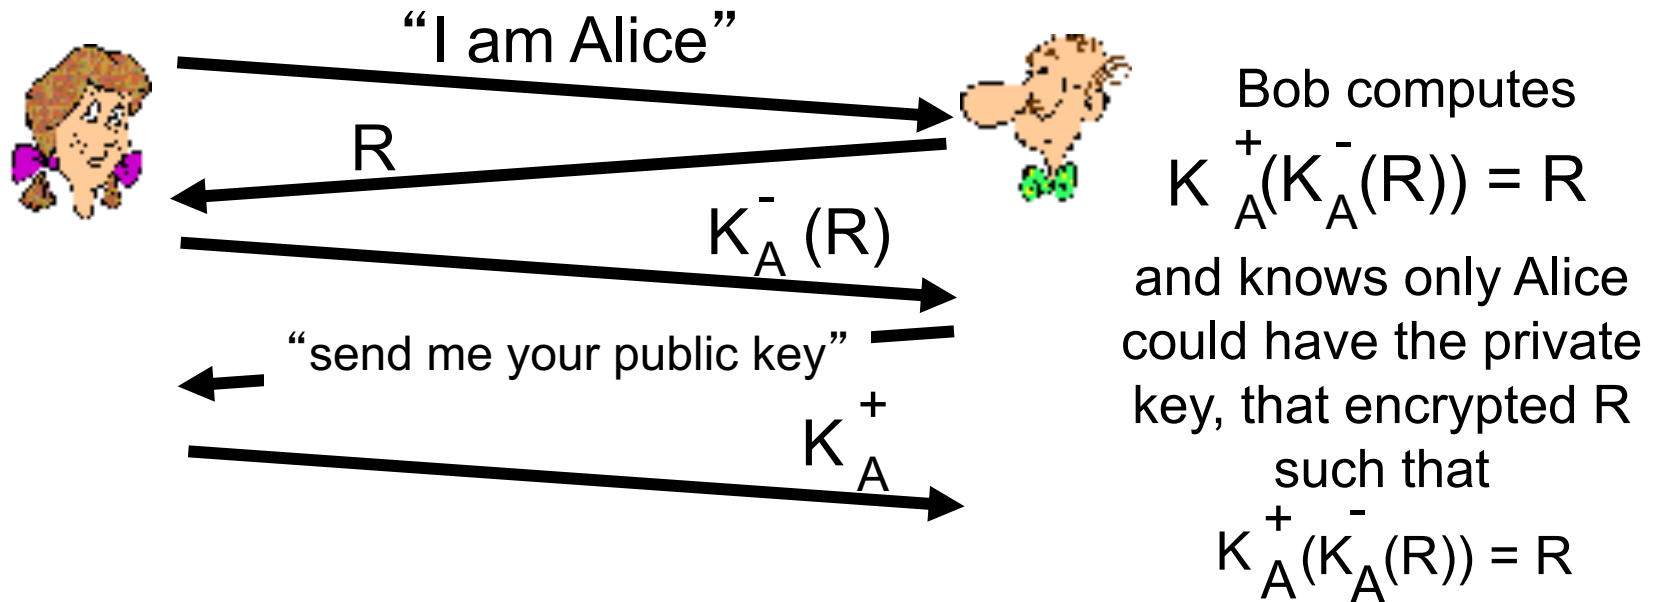 “I am Alice”
R
K_A^- (R)
“send me your public key”
K_A^+
Bob computes
K_A^+(K_A^-(R)) = R
and knows only Alice
could have the private
key, that encrypted R
such that
K_A^+(K_A^-(R)) = R